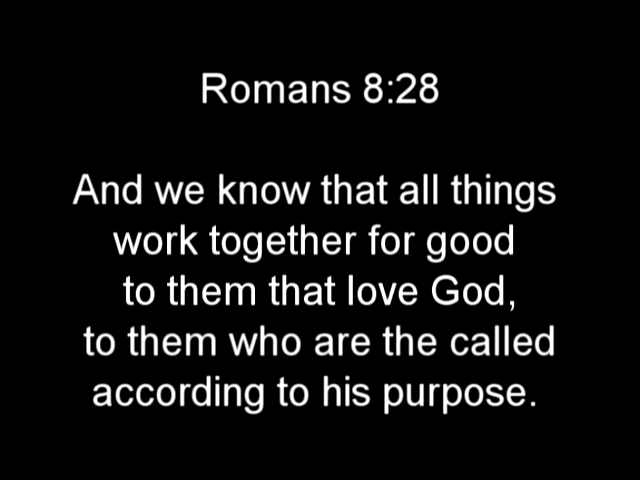 Romans 8:28
And we know that all things
work together for good
to them that love God,
to them who are the called
according to his purpose.